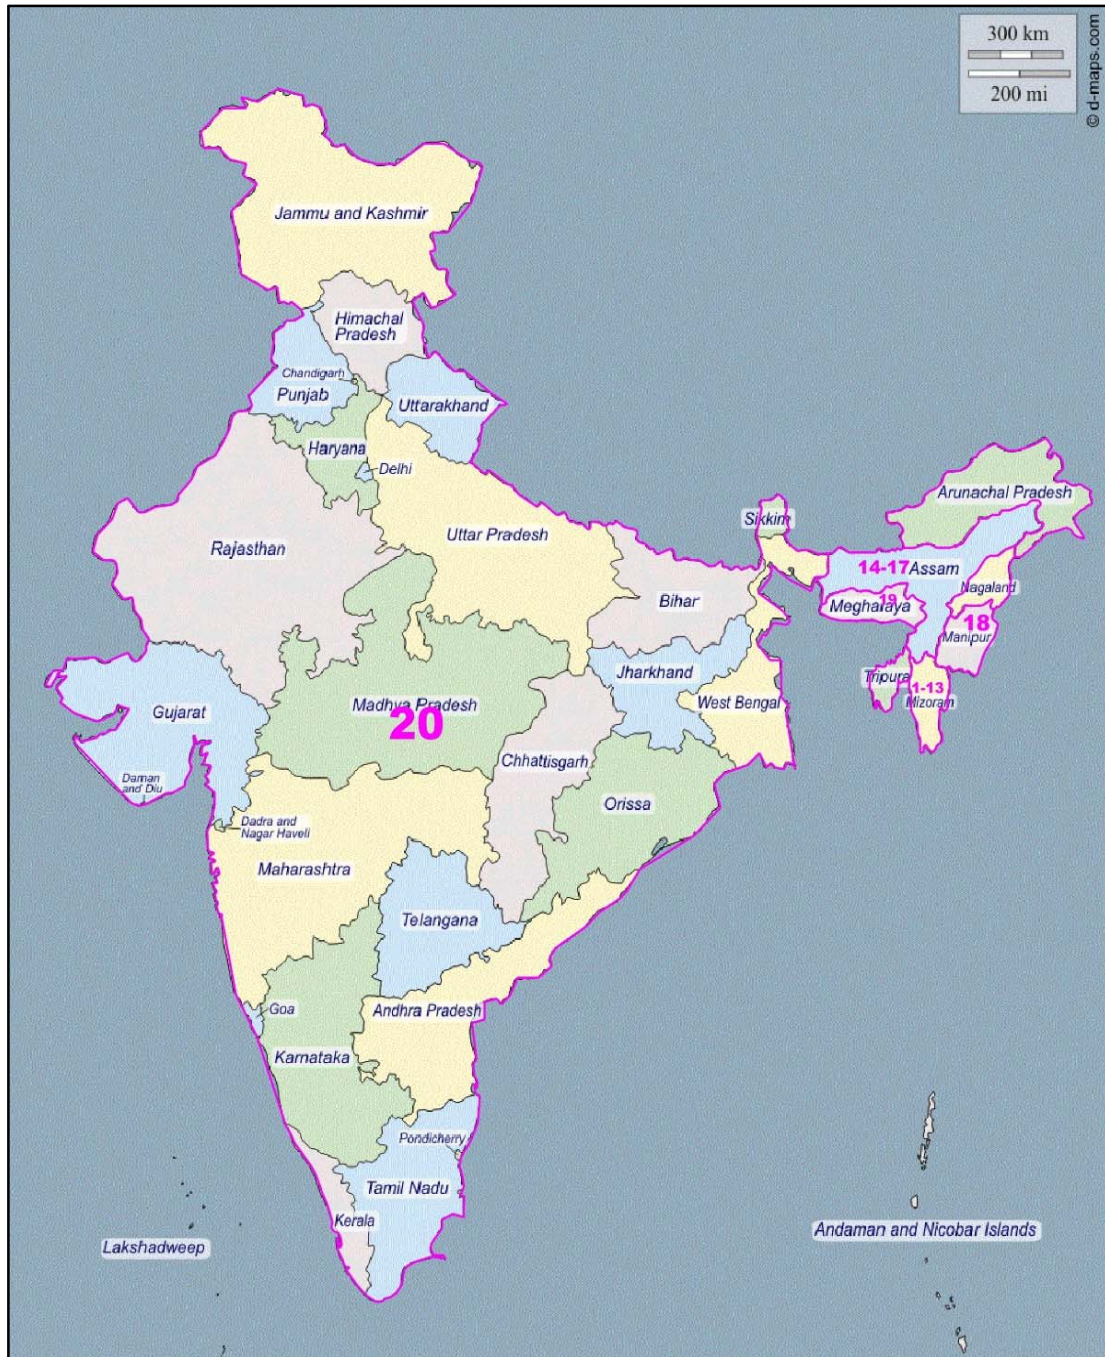 300 km
200 mi
© d-maps.com
Jammu and Kashmir
Himachal
Pradesh
Chandigarh
Punjab
Uttarakhand
Haryana
Delhi
Arunachal Pradesh
Sikkim
Rajasthan
Uttar Pradesh
14-17 Assam
Nagaland
Bihar
19
Meghalaya
18
Manipur
Jharkhand
Tripura
1-13
Mizoram
Madhya Pradesh
20
West Bengal
Gujarat
Chhattisgarh
Daman
and Diu
Orissa
Dadra and
Nagar Haveli
Maharashtra
Telangana
Goa
Andhra Pradesh
Karnataka
Pondicherry
Tamil Nadu
Kerala
Andaman and Nicobar Islands
Lakshadweep